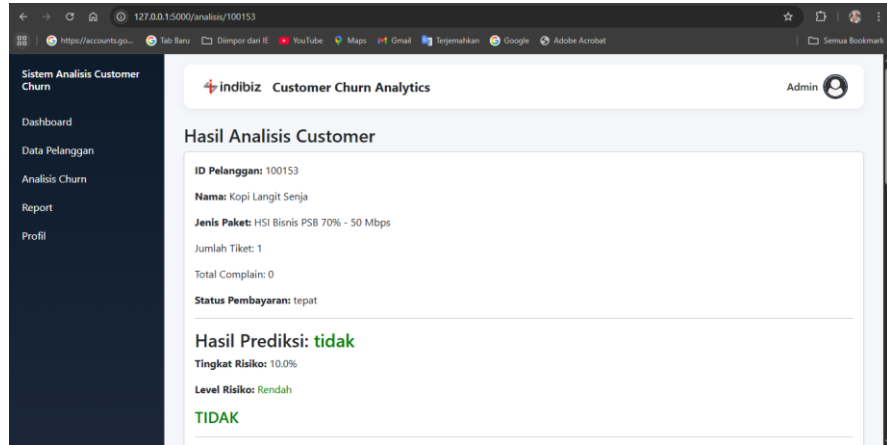 127.0.0.1:5000/analisis/100153
https://accounts.go... Tab Baru Diimpor dari IE YouTube Maps Gmail Terjemahkan Google Adobe Acrobat Semua Bookmark
Sistem Analisis Customer
Churn
indibiz Customer Churn Analytics
Admin
Dashboard
Data Pelanggan
Analisis Churn
Report
Profil
Hasil Analisis Customer
ID Pelanggan: 100153
Nama: Kopi Langit Senja
Jenis Paket: HSI Bisnis PSB 70% - 50 Mbps
Jumlah Tiket: 1
Total Complain: 0
Status Pembayaran: tepat
Hasil Prediksi: tidak
Tingkat Risiko: 10.0%
Level Risiko: Rendah
TIDAK